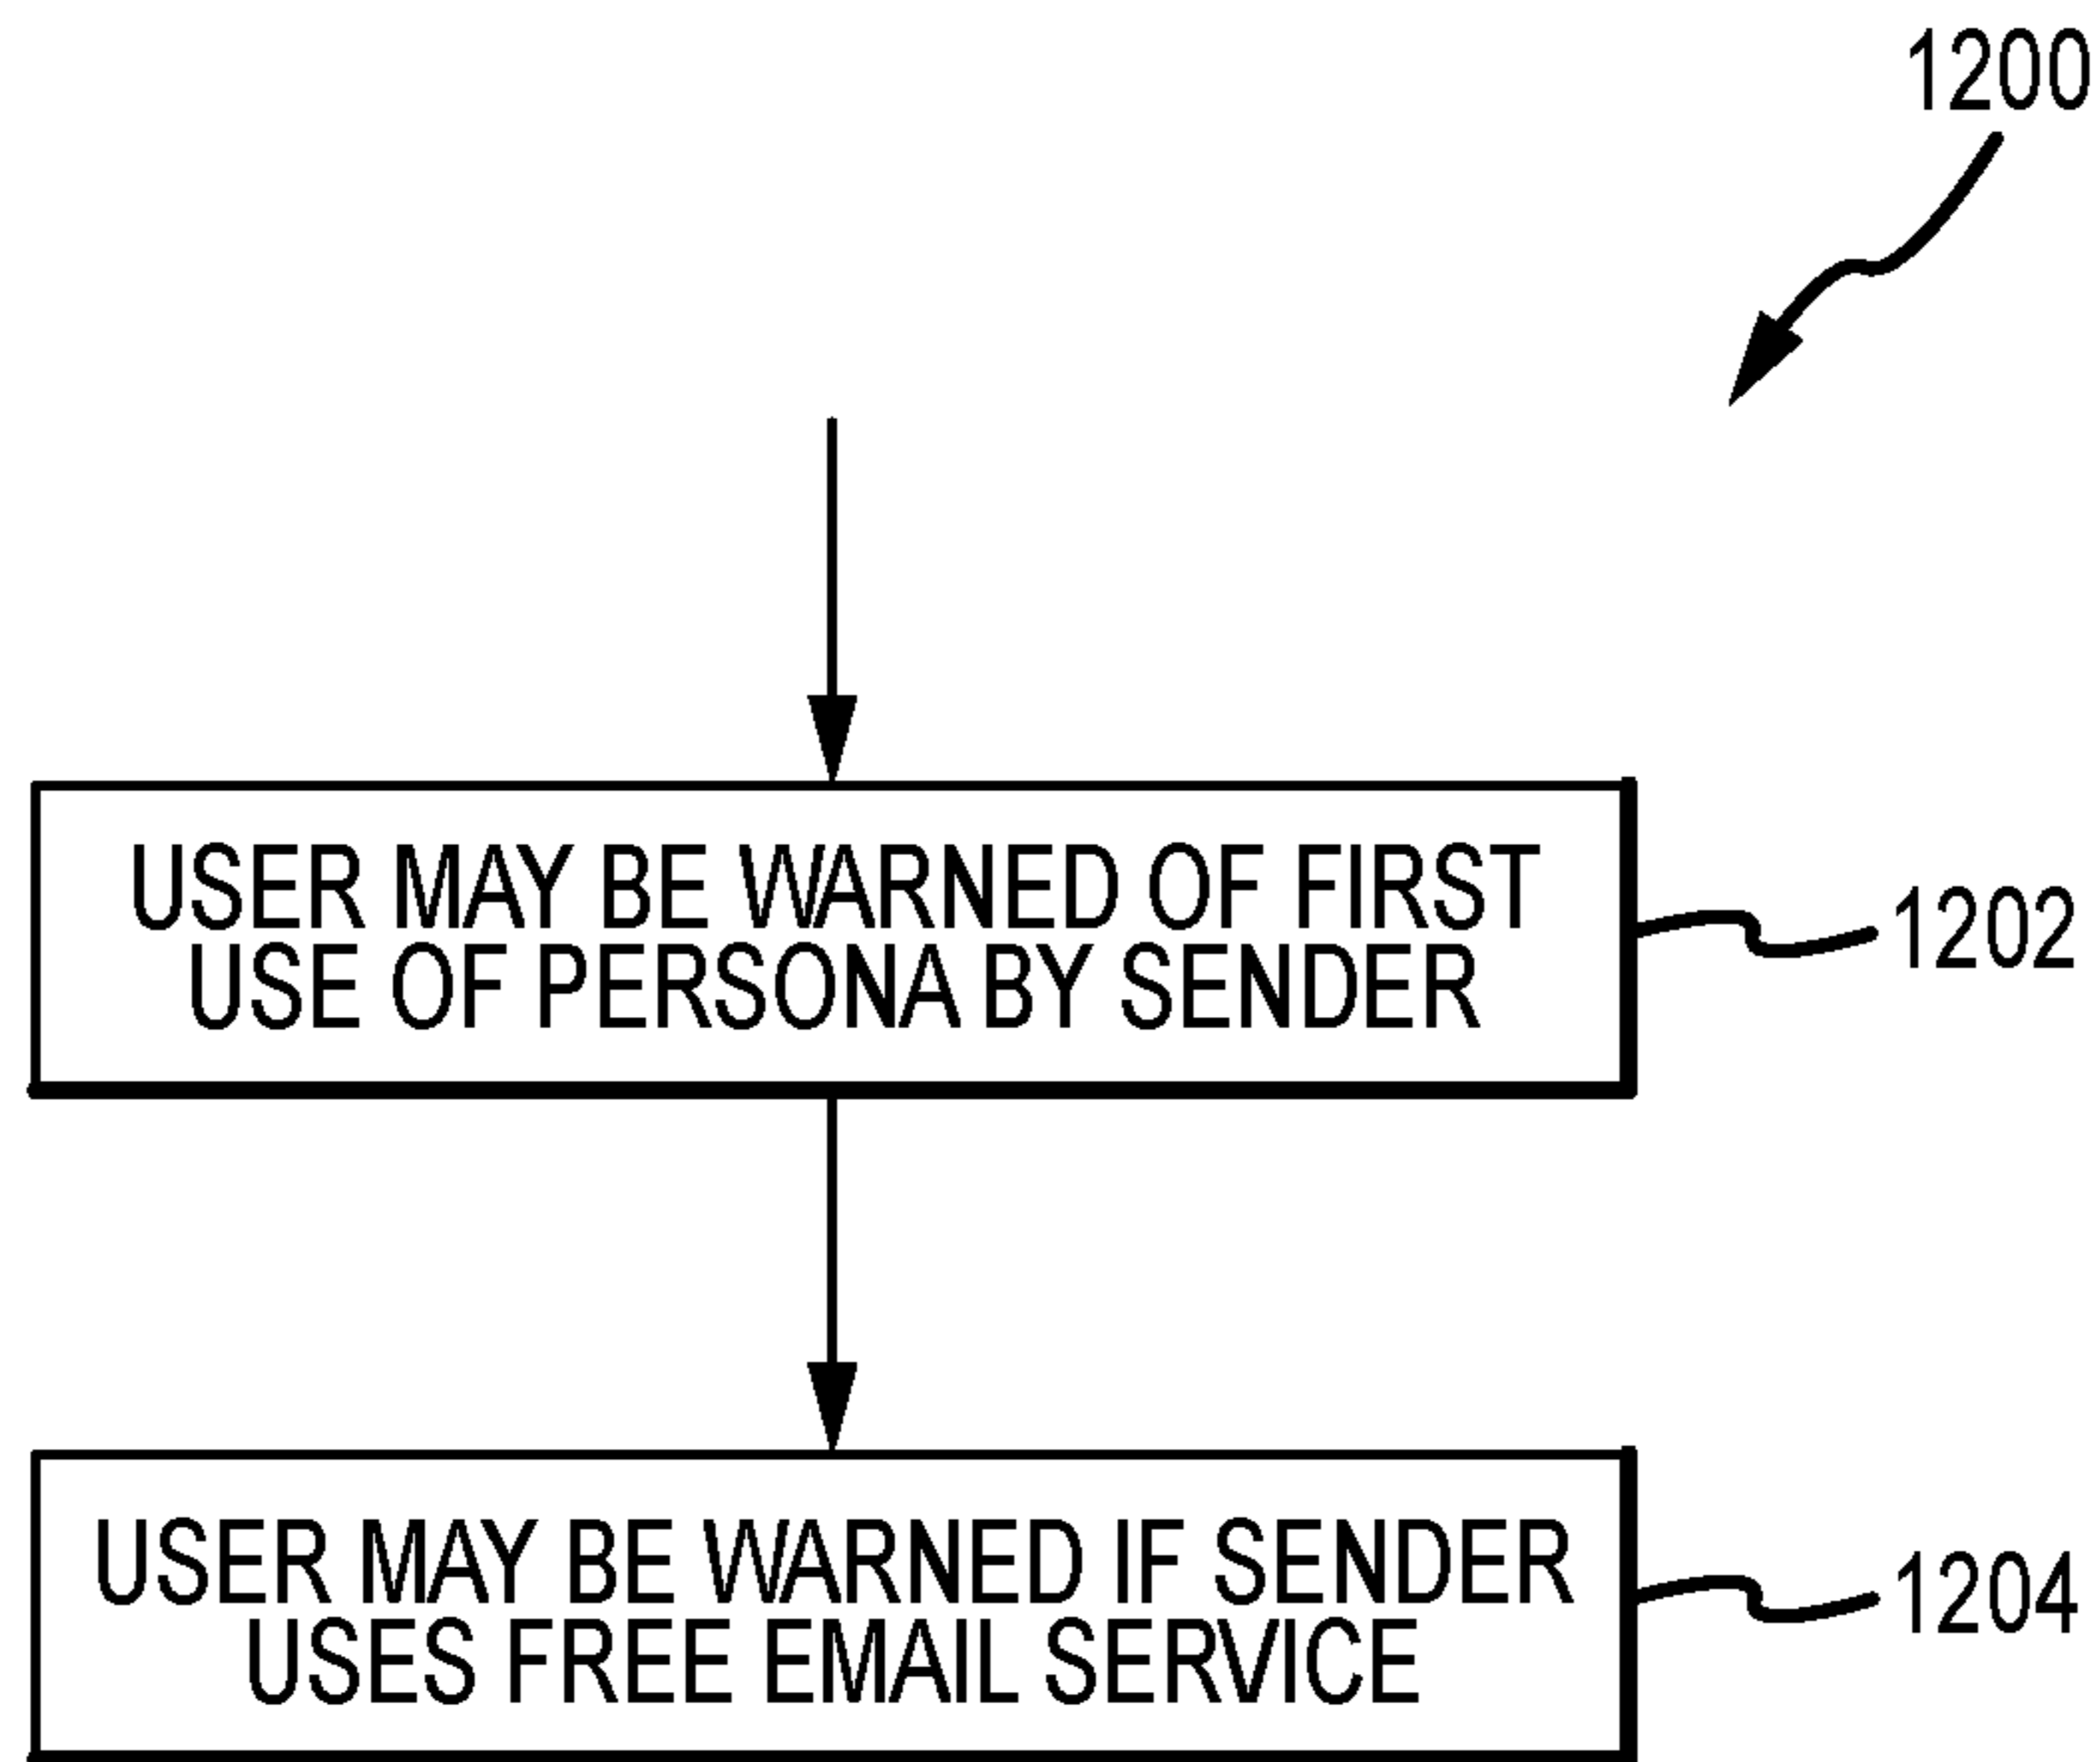 1200
USER MAY BE WARNED OF FIRST
USE OF PERSONA BY SENDER
1202
USER MAY BE WARNED IF SENDER
USES FREE EMAIL SERVICE
1204